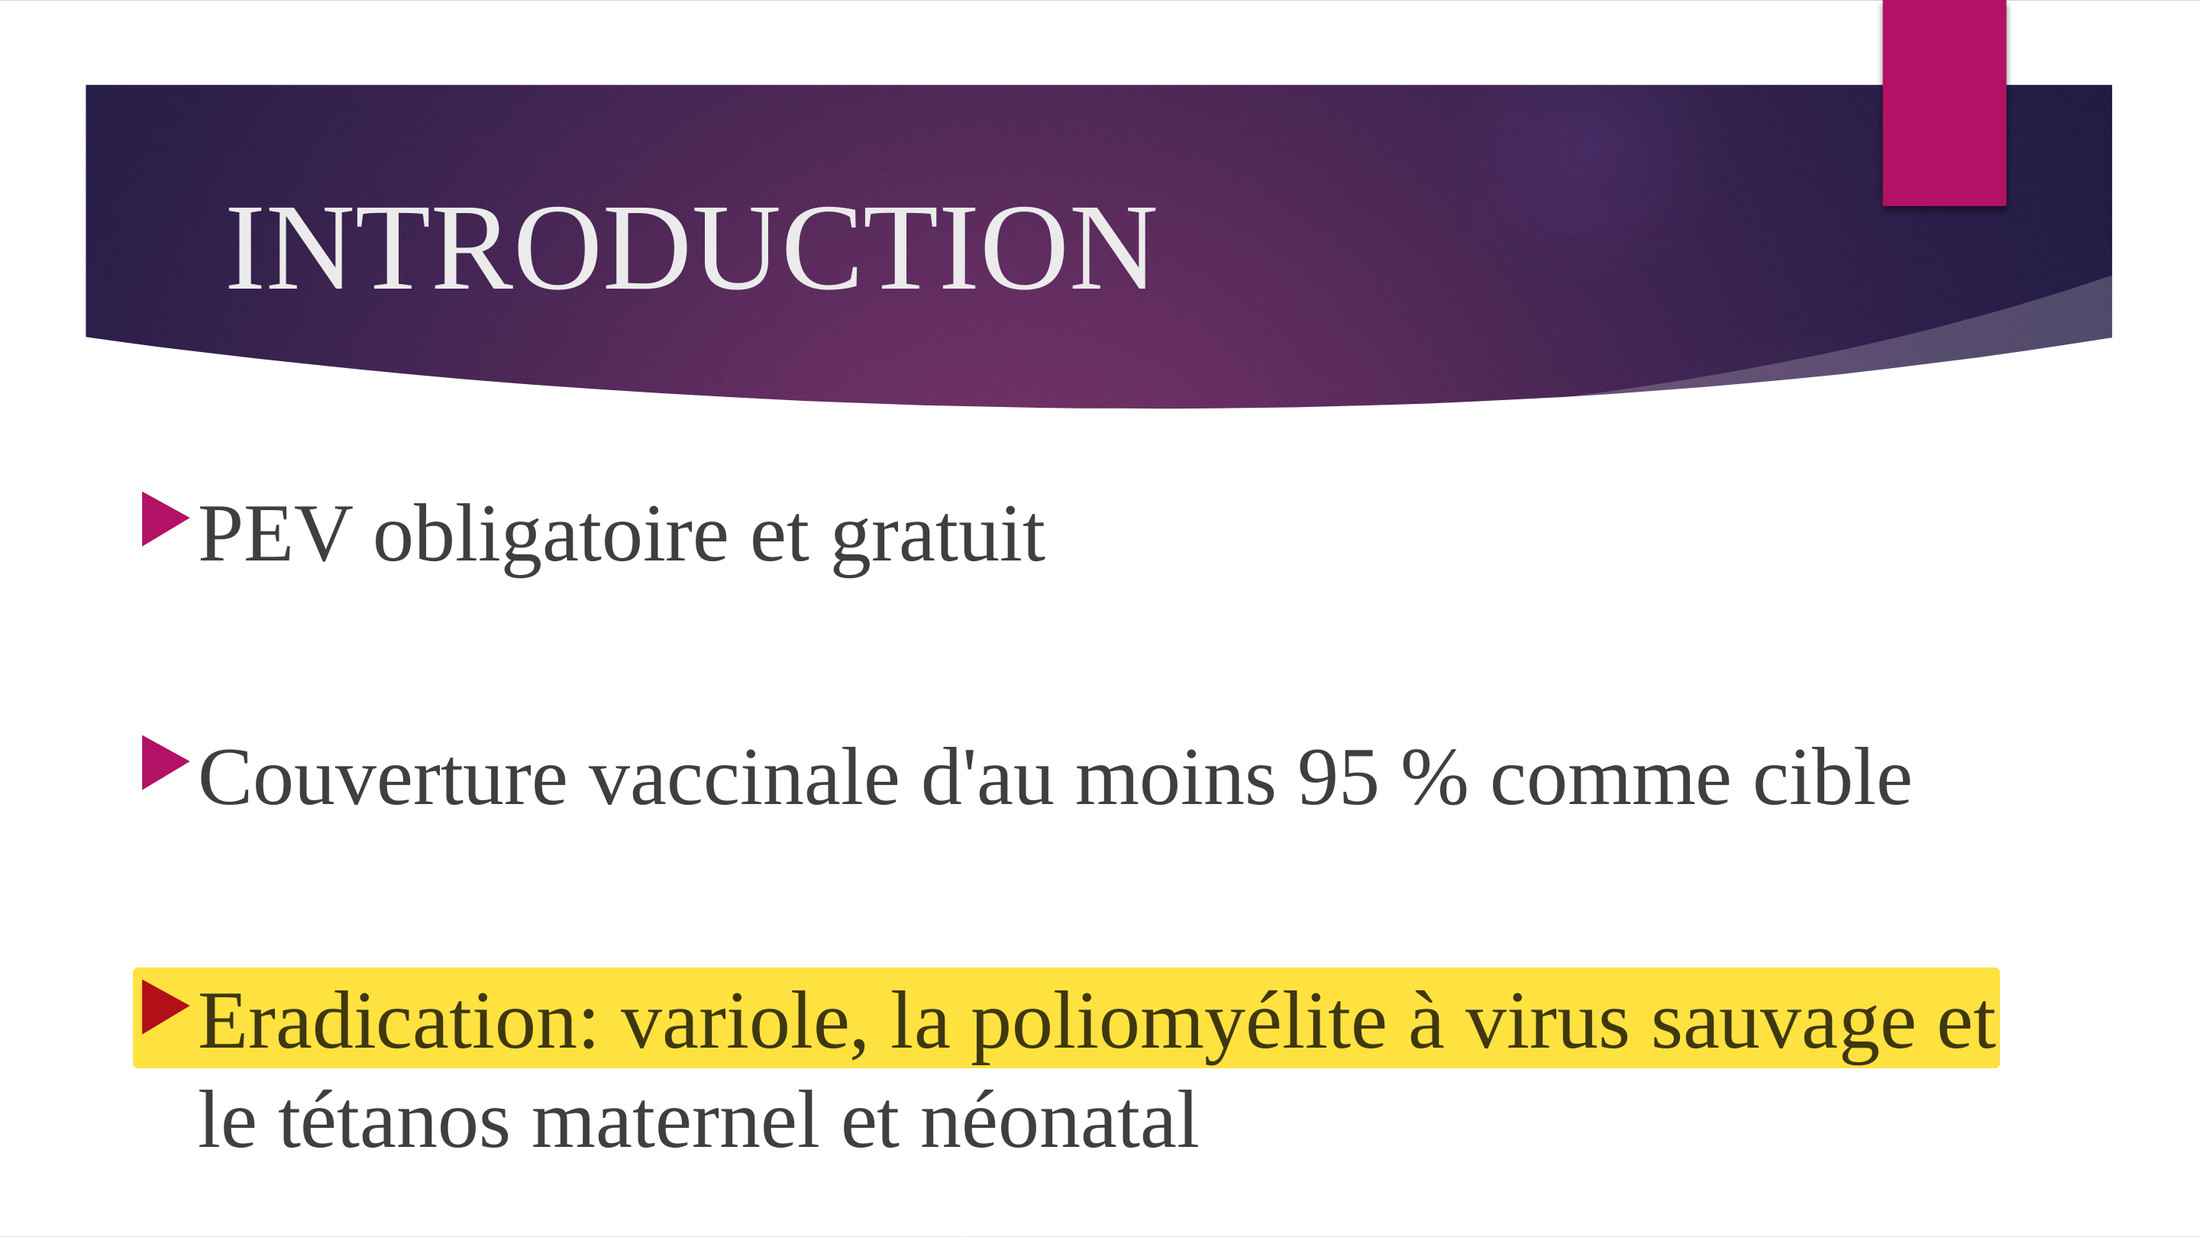 INTRODUCTION
PEV obligatoire et gratuit
Couverture vaccinale d'au moins 95 % comme cible
Eradication: variole, la poliomyélite à virus sauvage et
le tétanos maternel et néonatal